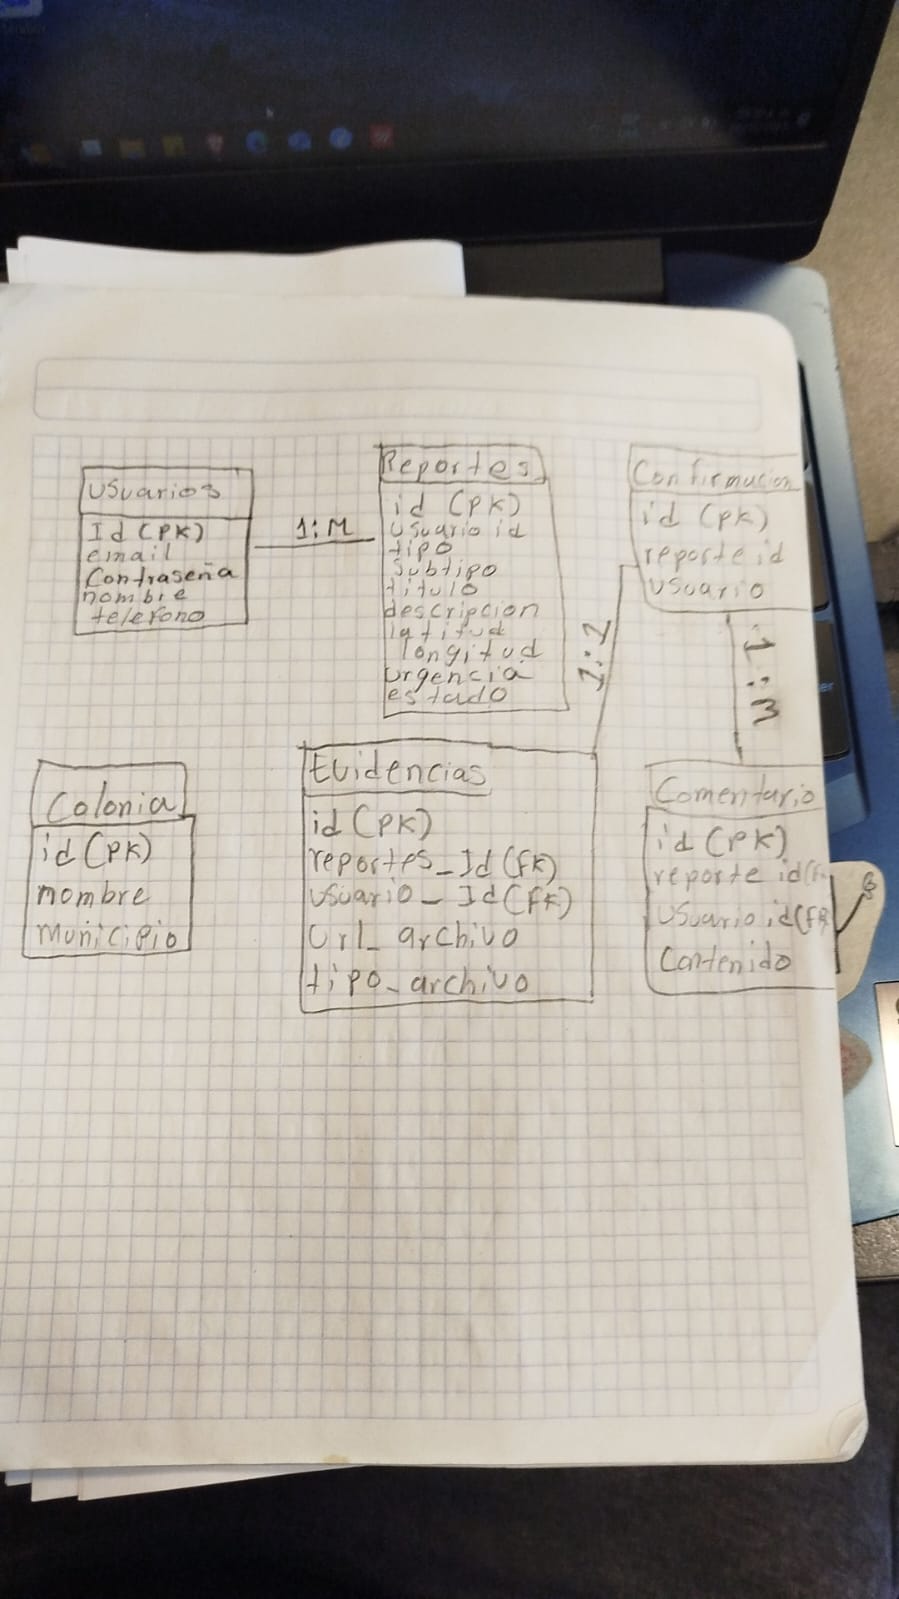 Usuarios
Id (PK)
email
Contraseña
nombre
telefono
1:M
Reportes
id (PK)
Usuario id
tipo
Subtipo
titulo
descripcion
latitud
longitud
urgencia
estado
Confirmacion
id (PK)
reporte id
Usuario
1:1
1:M
Colonia
id (PK)
nombre
Municipio
Evidencias
id (PK)
reportes_Id (FK)
Usuario_Id (FK)
Url_archivo
tipo_archivo
Comentario
id (PK)
reporte id
Usuario id (FK
Contenido